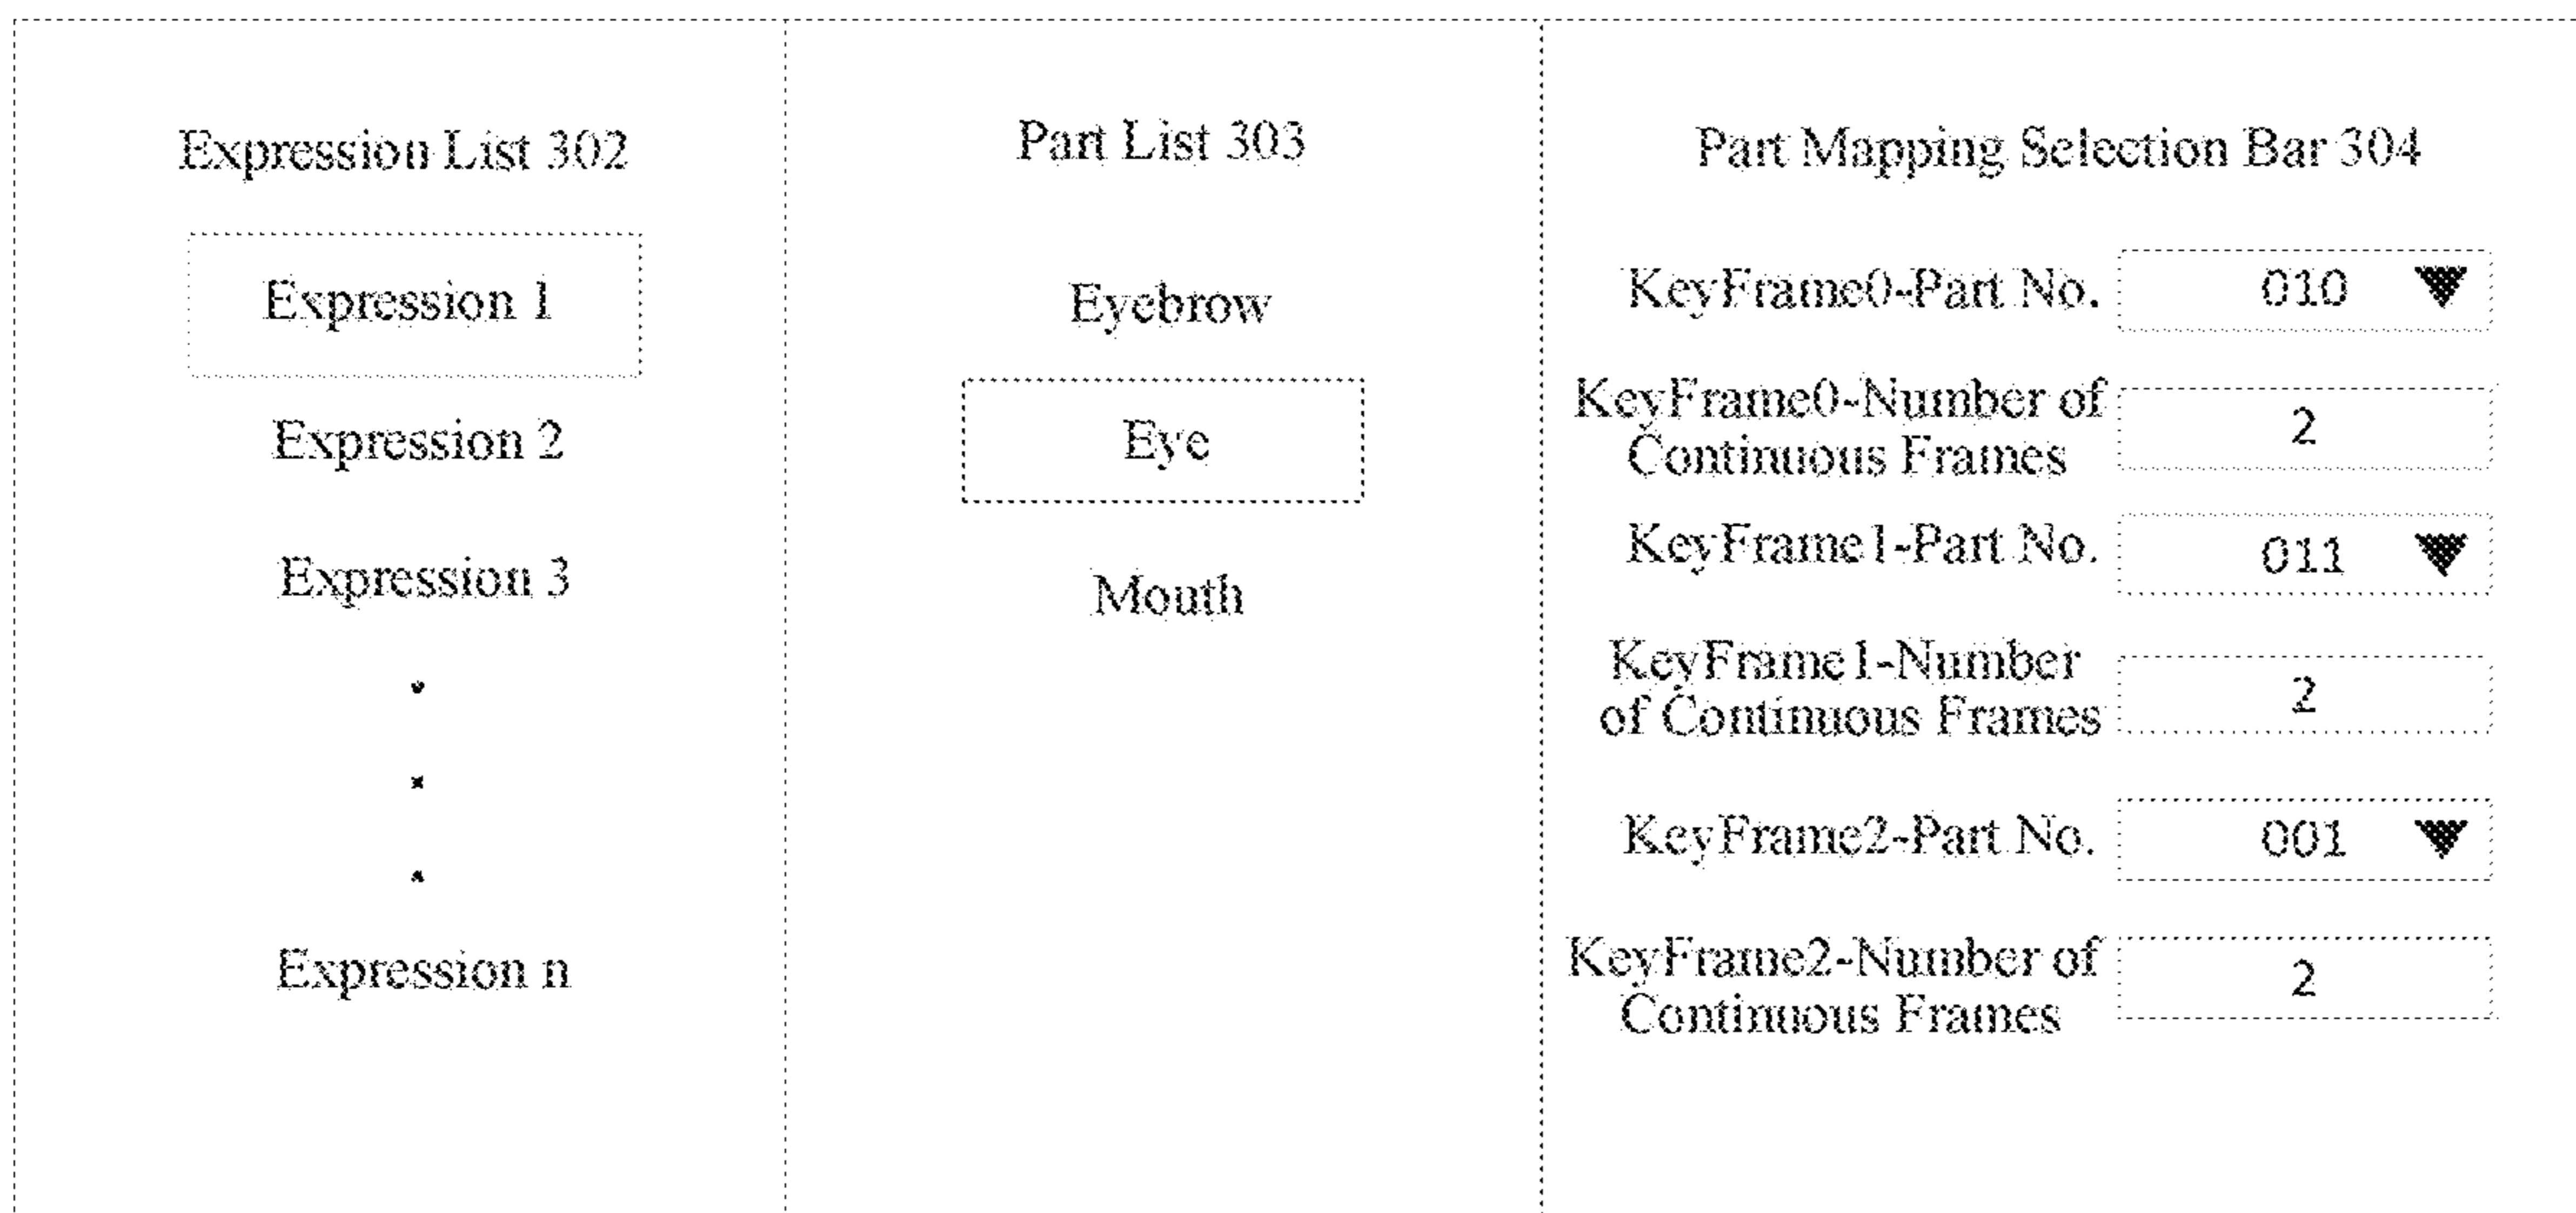 Expression List 302
Expression 1
Expression 2
Expression 3
Expression n
Part List 303
Eyebrow
Eye
Mouth
Part Mapping Selection Bar 304
KeyFrame0-Part No. 010
KeyFrame0-Number of
Continuous Frames 2
KeyFrame1-Part No. 011
KeyFrame1-Number
of Continuous Frames 2
KeyFrame2-Part No. 001
KeyFrame2-Number of
Continuous Frames 2